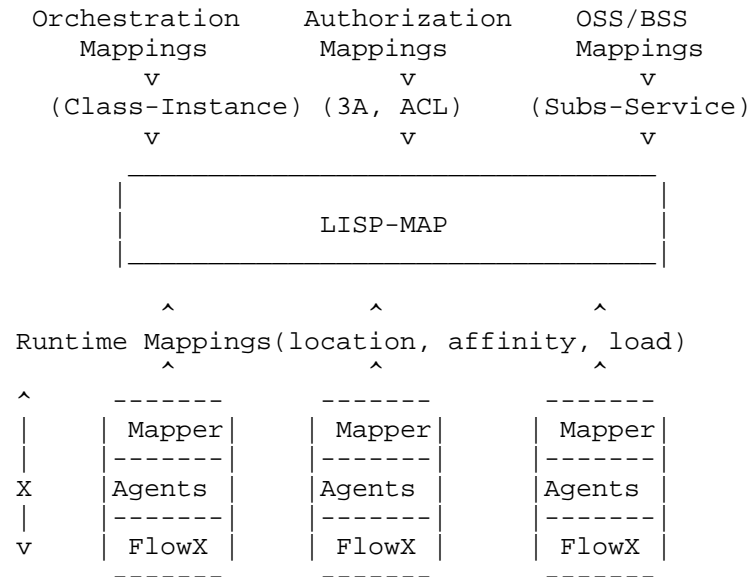 Orchestration Authorization OSS/BSS
Mappings Mappings Mappings
v v v
(Class-Instance) (3A, ACL) (Subs-Service)
v v v
LISP-MAP
^ ^ ^
Runtime Mappings(location, affinity, load)
^ ^ ^
^ ------- ------- -------
| | Mapper| | Mapper| | Mapper|
| |-------| |-------| |-------|
X |Agents | |Agents | |Agents |
| |-------| |-------| |-------|
v | FlowX | | FlowX | | FlowX |
------- ------- -------